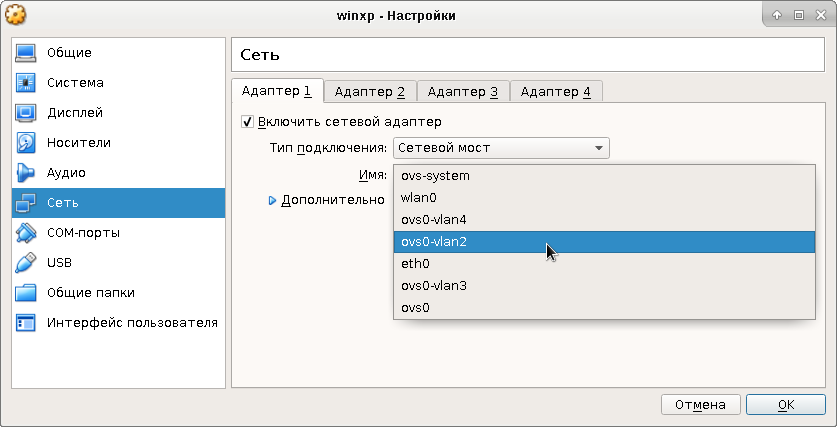 winxp - Настройки
Общие
Система
Дисплей
Носители
Аудио
Сеть
COM-порты
USB
Общие папки
Интерфейс пользователя
Сеть
Адаптер 1 Адаптер 2 Адаптер 3 Адаптер 4
Включить сетевой адаптер
Тип подключения: Сетевой мост
Имя:
Дополнительно
ovs-system
wlan0
ovs0-vlan4
ovs0-vlan2
eth0
ovs0-vlan3
ovs0
Отмена OK